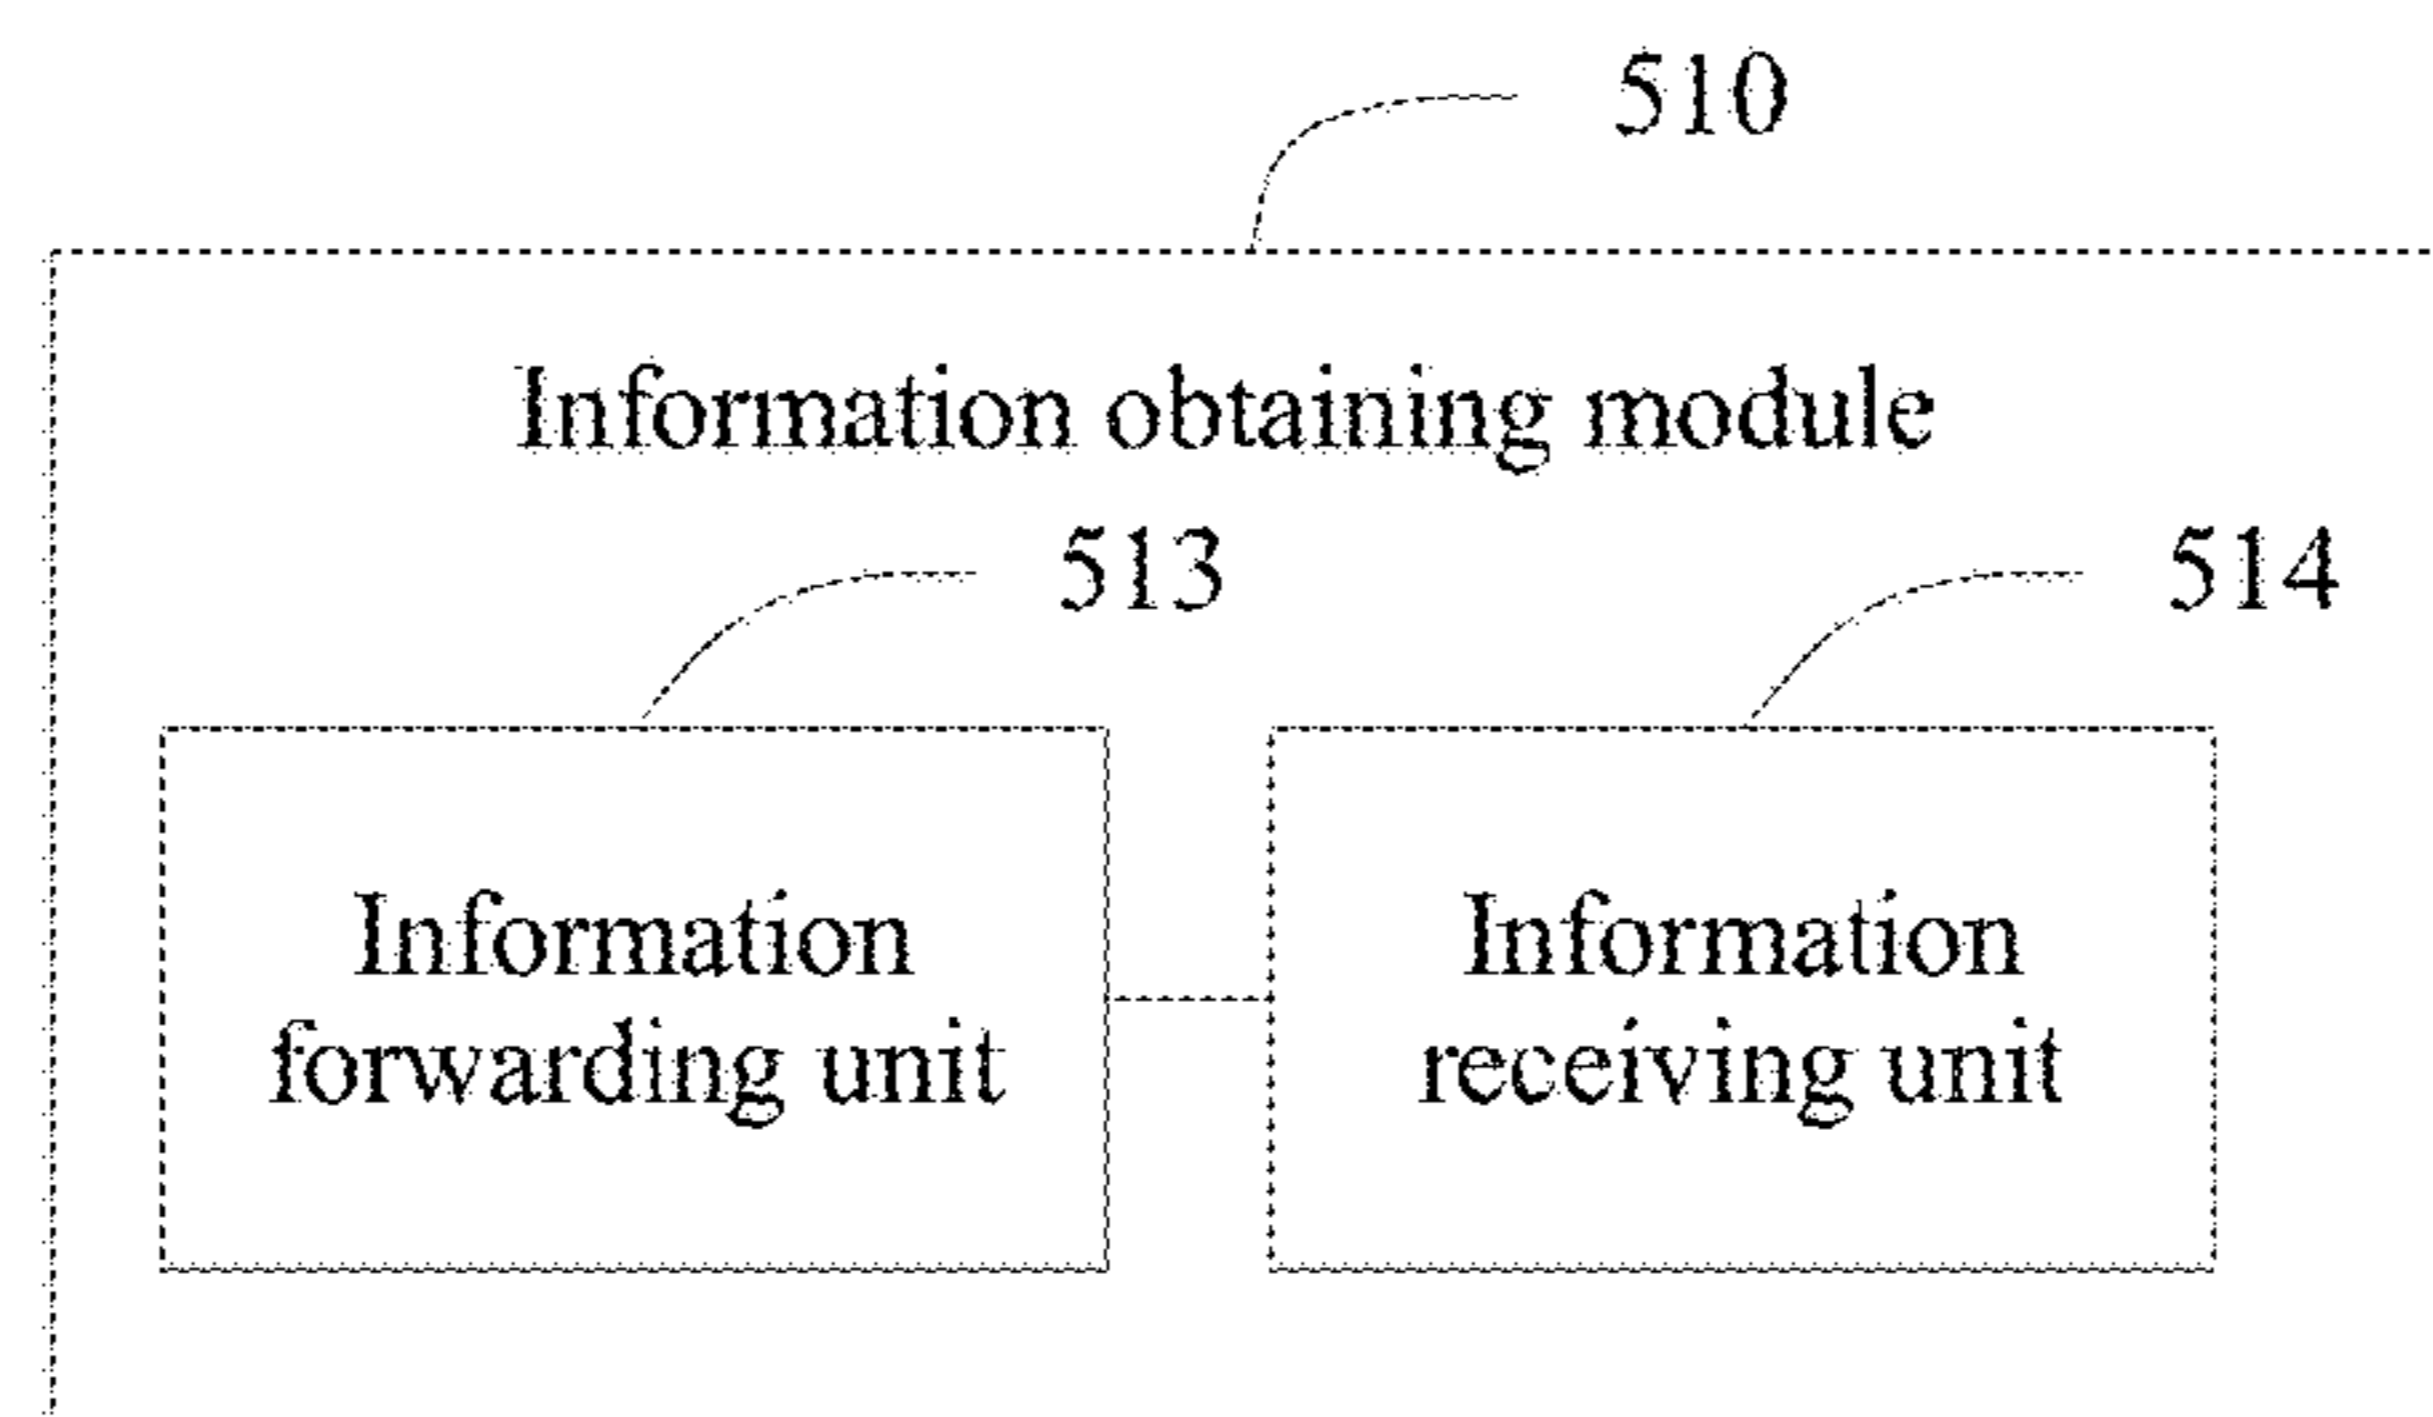 510
Information obtaining module
513
514
Information
forwarding unit
Information
receiving unit